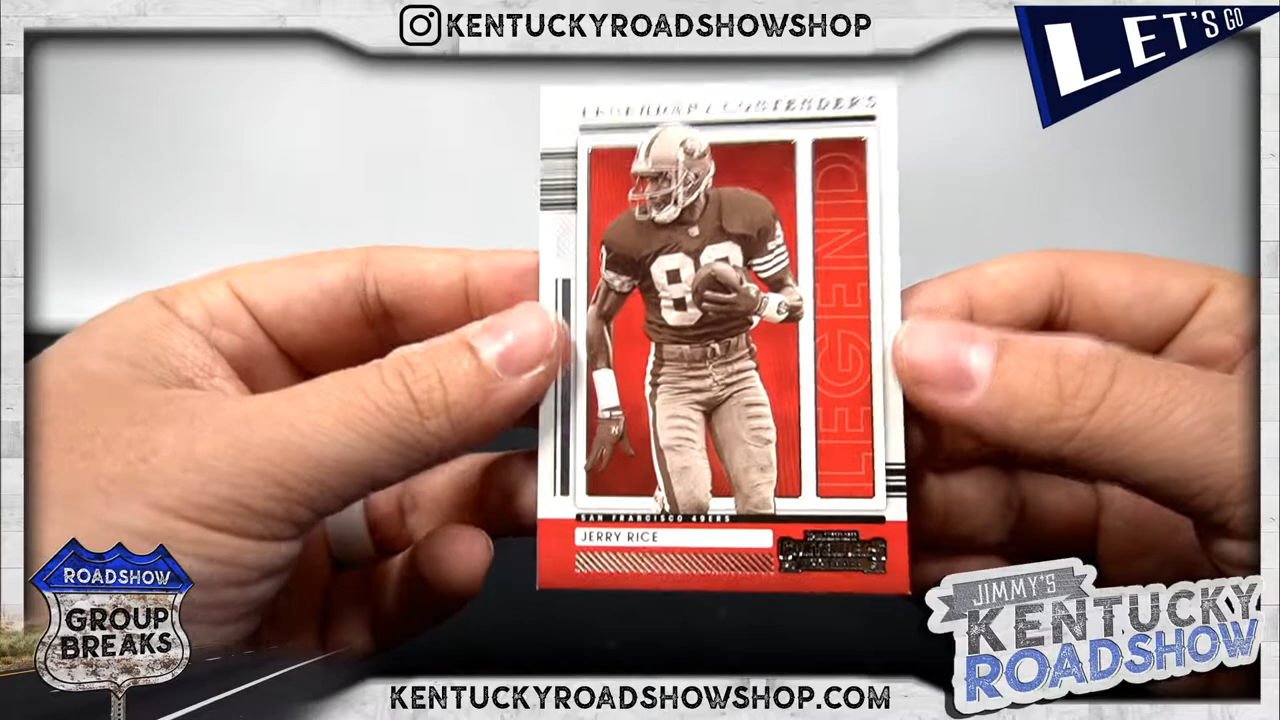 KENTUCKYROADSHOWSHOP
LET'S GO
LEGENDARY CONTENDERS
LEGEND
SAN FRANCISCO 49ERS
JERRY RICE
CONTENDERS
ROADSHOW
GROUP
BREAKS
JIMMY'S
KENTUCKY
ROADSHOW
KENTUCKYROADSHOWSHOP.COM